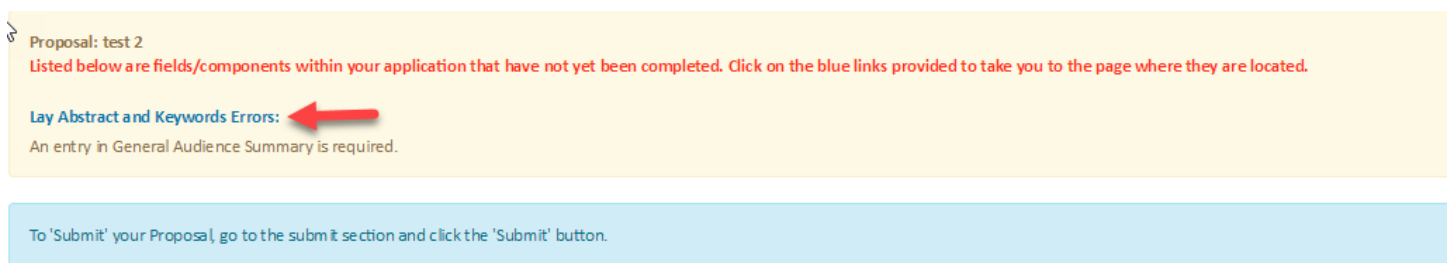 Proposal: test 2
Listed below are fields/components within your application that have not yet been completed. Click on the blue links provided to take you to the page where they are located.
Lay Abstract and Keywords Errors:
An entry in General Audience Summary is required.
To 'Submit' your Proposal, go to the submit section and click the 'Submit' button.